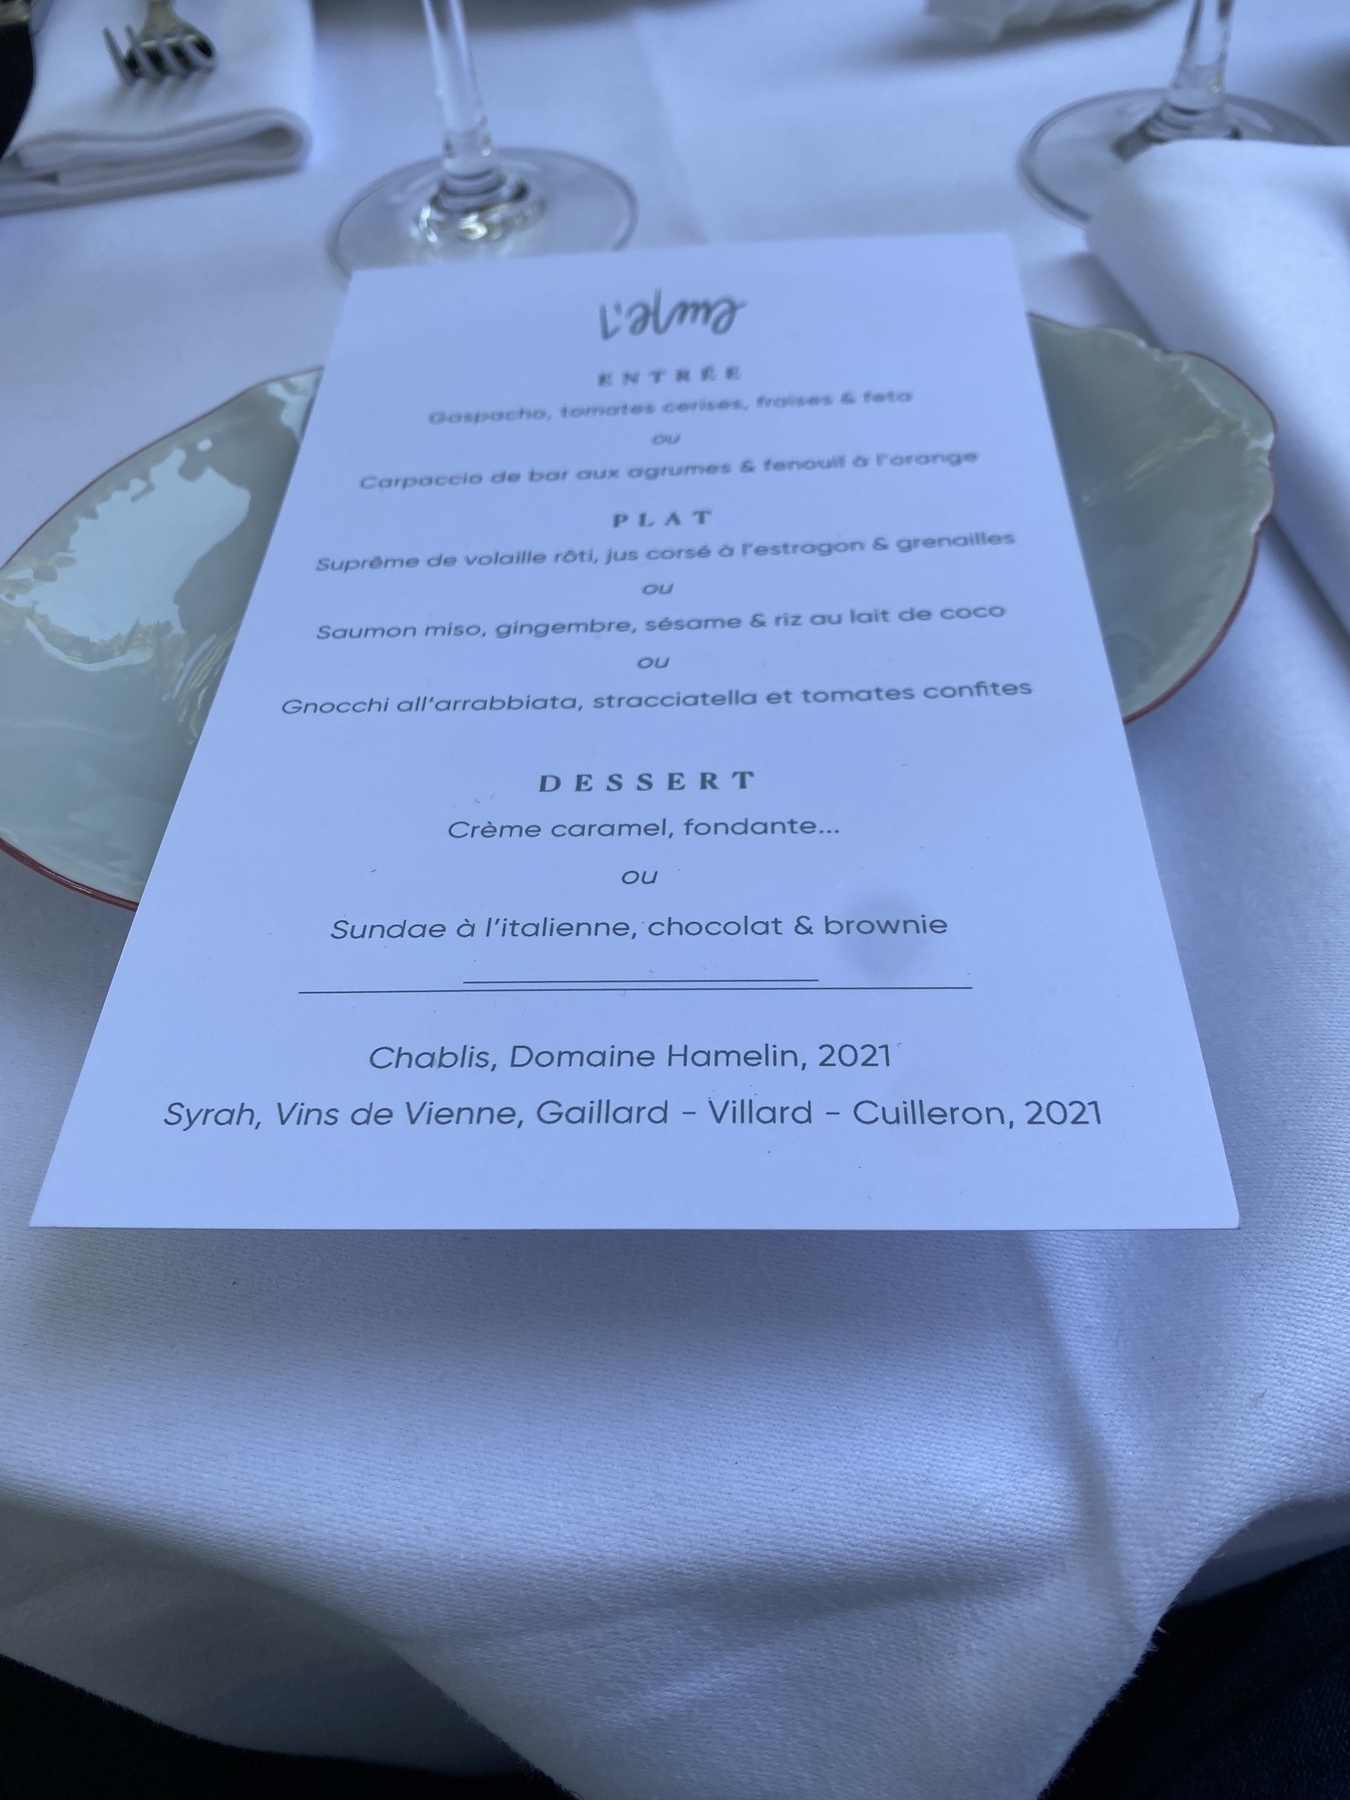 L'alma
ENTRÉE
Gaspacho, tomates cerises, fraises & feta
ou
Carpaccio de bar aux agrumes & fenouil à l'orange
PLAT
Suprême de volaille rôti, jus corsé à l'estragon & grenailles
ou
Saumon miso, gingembre, sésame & riz au lait de coco
ou
Gnocchi all'arrabbiata, stracciatella et tomates confites
DESSERT
Crème caramel, fondante...
ou
Sundae à l'italienne, chocolat & brownie
Chablis, Domaine Hamelin, 2021
Syrah, Vins de Vienne, Gaillard - Villard - Cuilleron, 2021